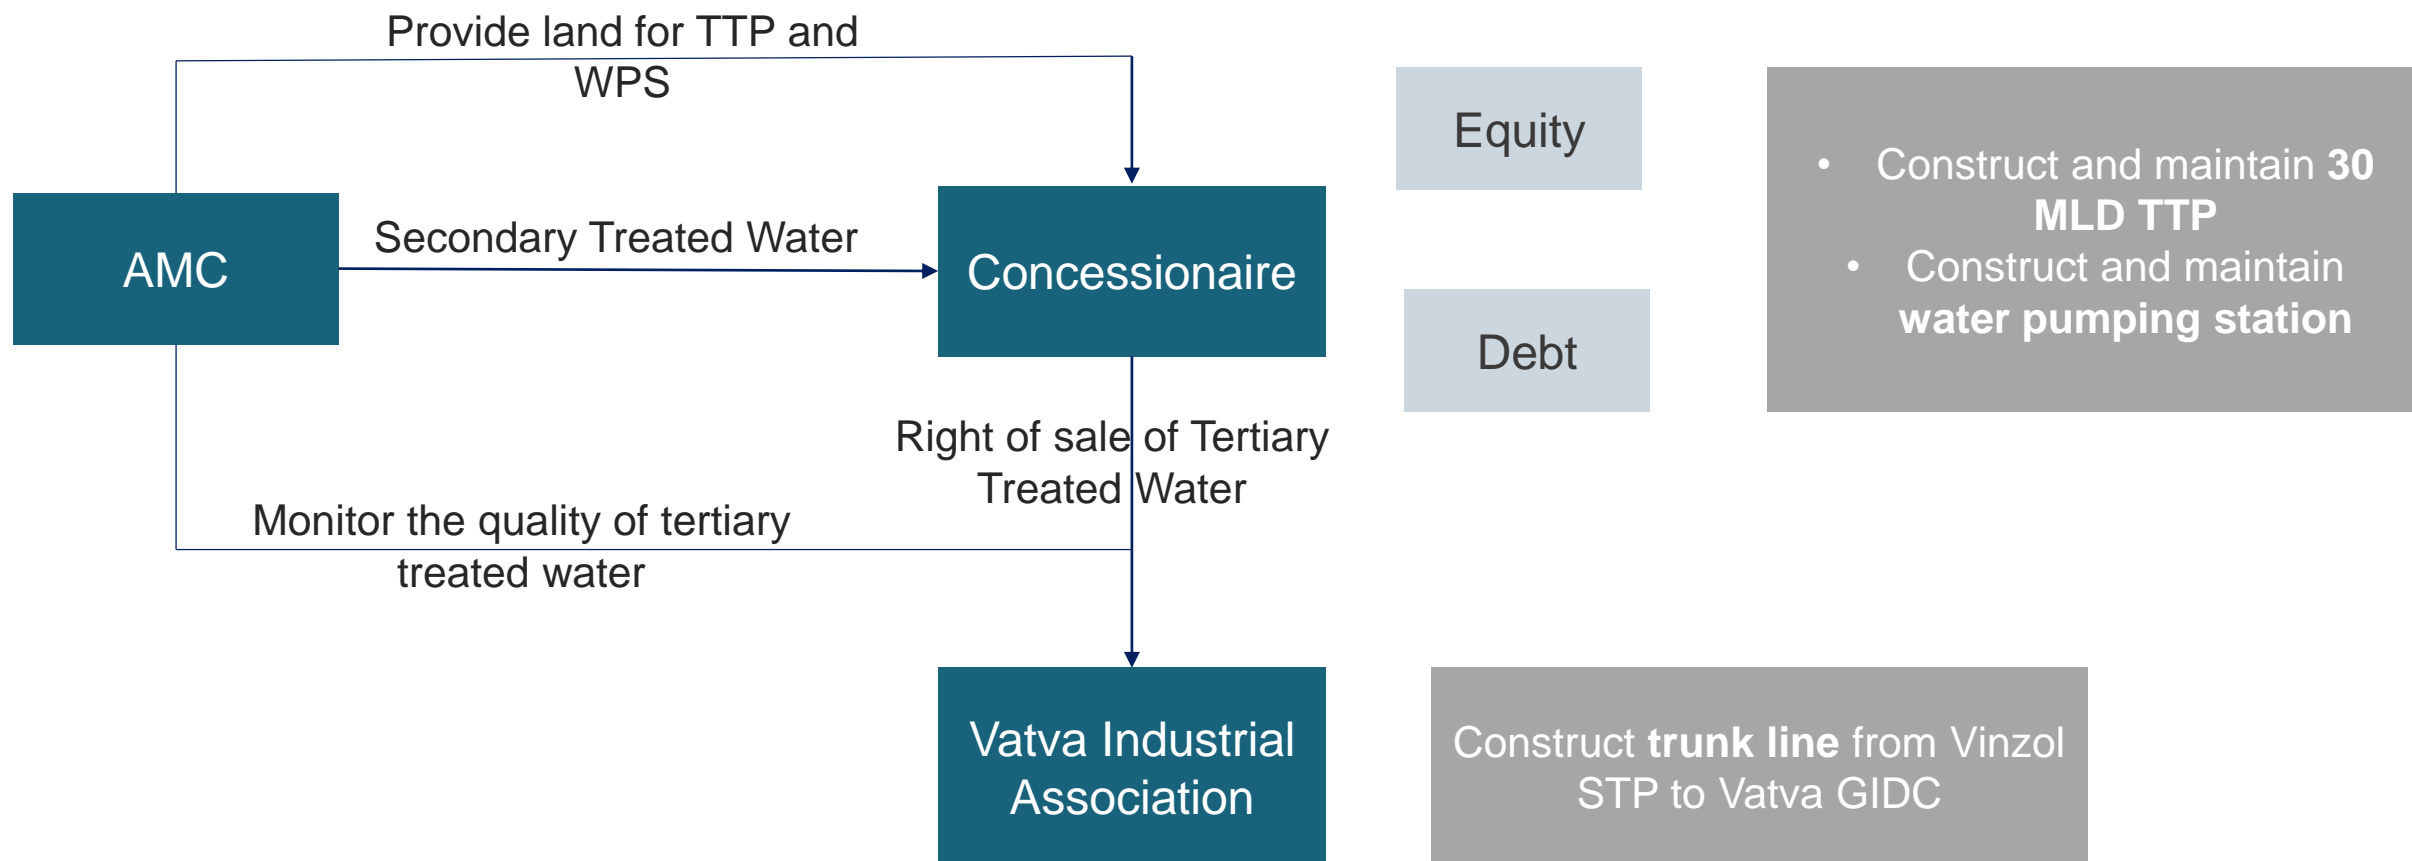 Provide land for TTP and
WPS
Equity
• Construct and maintain 30
MLD TTP
• Construct and maintain
water pumping station
AMC
Secondary Treated Water
Concessionaire
Debt
Right of sale of Tertiary
Treated Water
Monitor the quality of tertiary
treated water
Vatva Industrial
Association
Construct trunk line from Vinzol
STP to Vatva GIDC